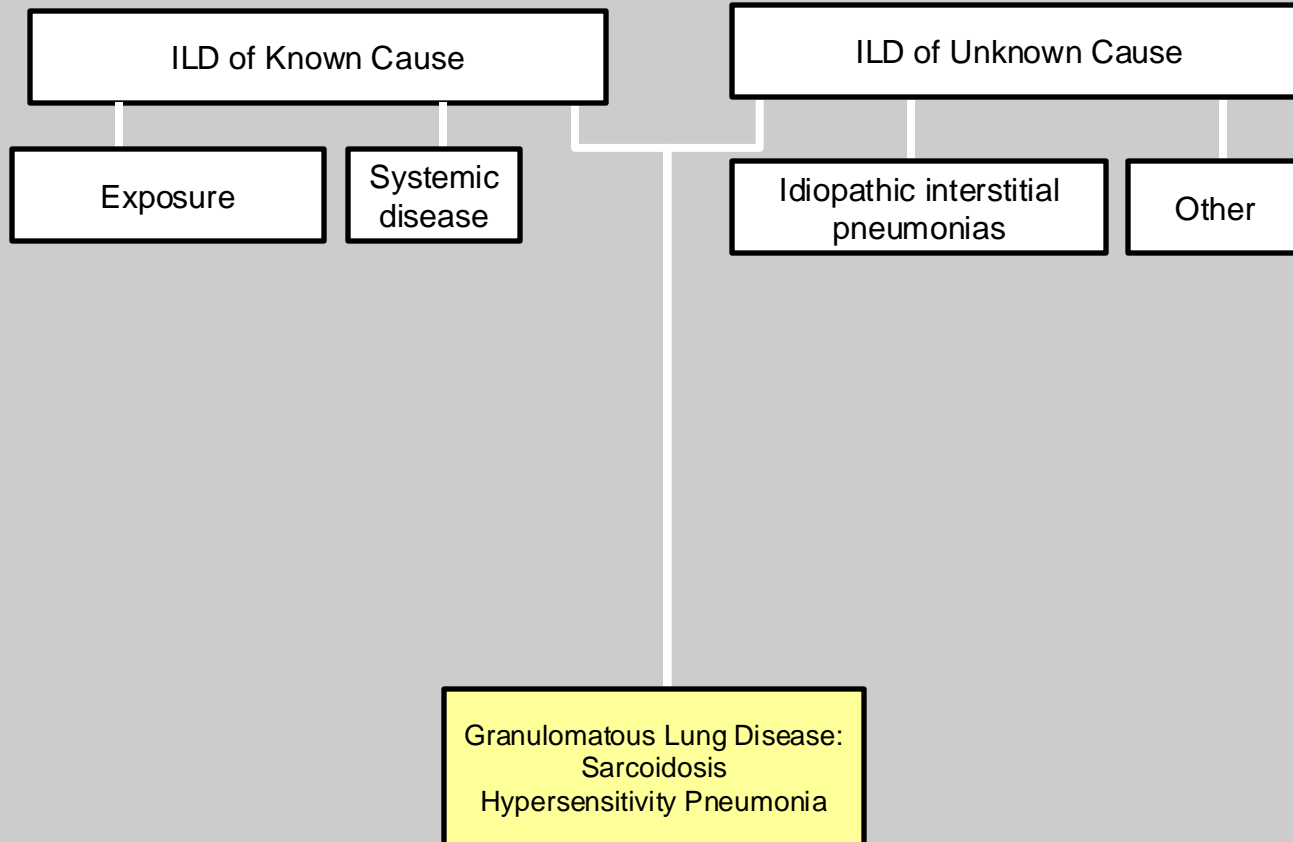 ILD of Known Cause
ILD of Unknown Cause
Exposure
Systemic
disease
Idiopathic interstitial
pneumonias
Other
Granulomatous Lung Disease:
Sarcoidosis
Hypersensitivity Pneumonia